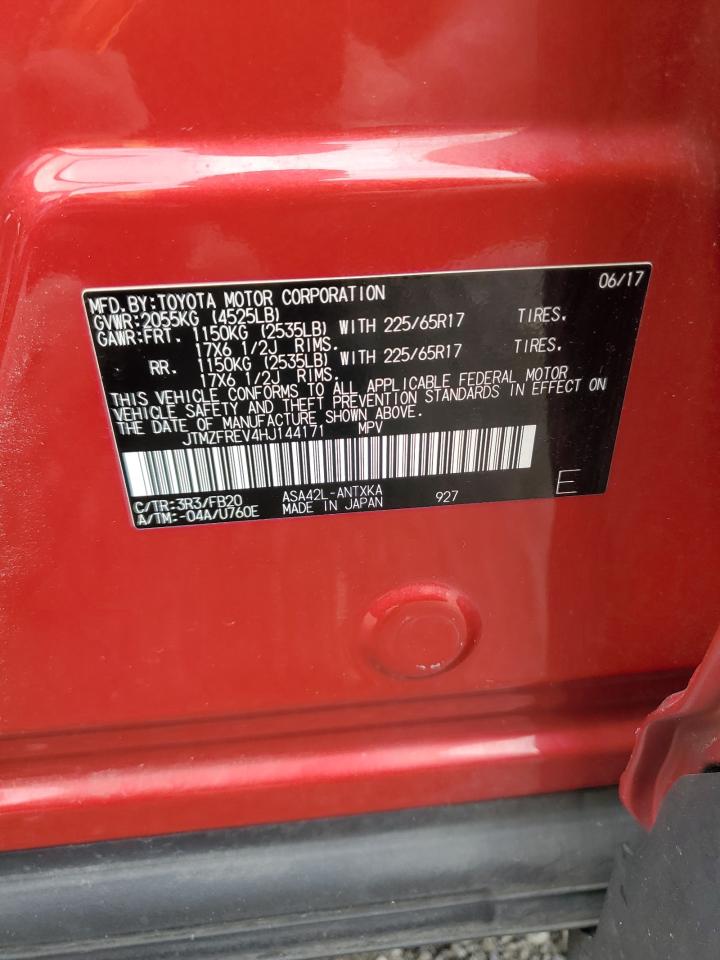 06/17
MFD.BY:TOYOTA MOTOR CORPORATION
GVWR:2055KG (4525LB)
GAWR:FRT. 1150KG (2535LB) WITH 225/65R17 TIRES,
17X6 1/2J RIMS.
RR. 1150KG (2535LB) WITH 225/65R17 TIRES,
17X6 1/2J RIMS.
THIS VEHICLE CONFORMS TO ALL APPLICABLE FEDERAL MOTOR
VEHICLE SAFETY AND THEFT PREVENTION STANDARDS IN EFFECT ON
THE DATE OF MANUFACTURE SHOWN ABOVE.
JTMZFREV4HJ144171 MPV
C/TR:3R3/FB20 ASA42L-ANTXKA 927 E
A/TM:-04A/U760E MADE IN JAPAN